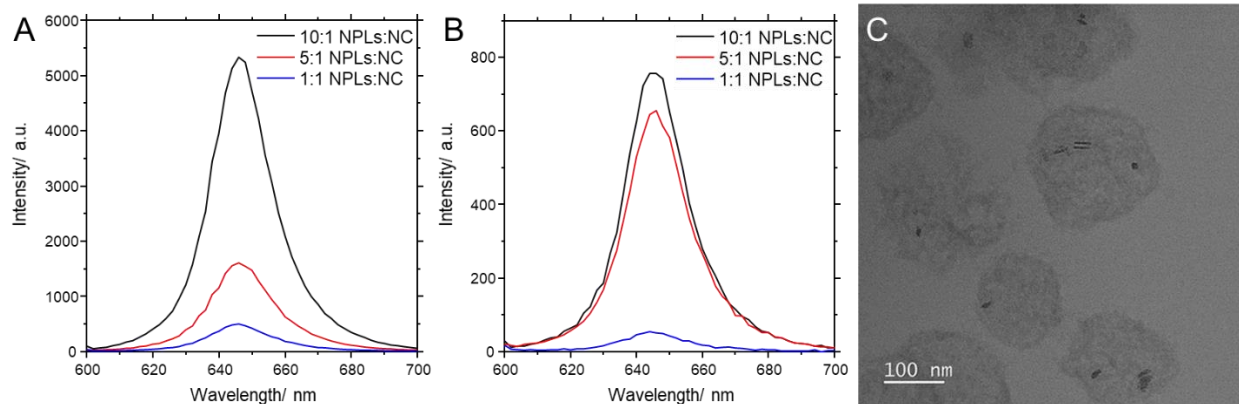 A
10:1 NPLs:NC
5:1 NPLs:NC
1:1 NPLs:NC
6000
5000
4000
3000
2000
1000
0
Intensity/ a.u.
600 620 640 660 680 700
Wavelength/ nm
B
10:1 NPLs:NC
5:1 NPLs:NC
1:1 NPLs:NC
800
600
400
200
0
Intensity/ a.u.
600 620 640 660 680 700
Wavelength/ nm
C
100 nm